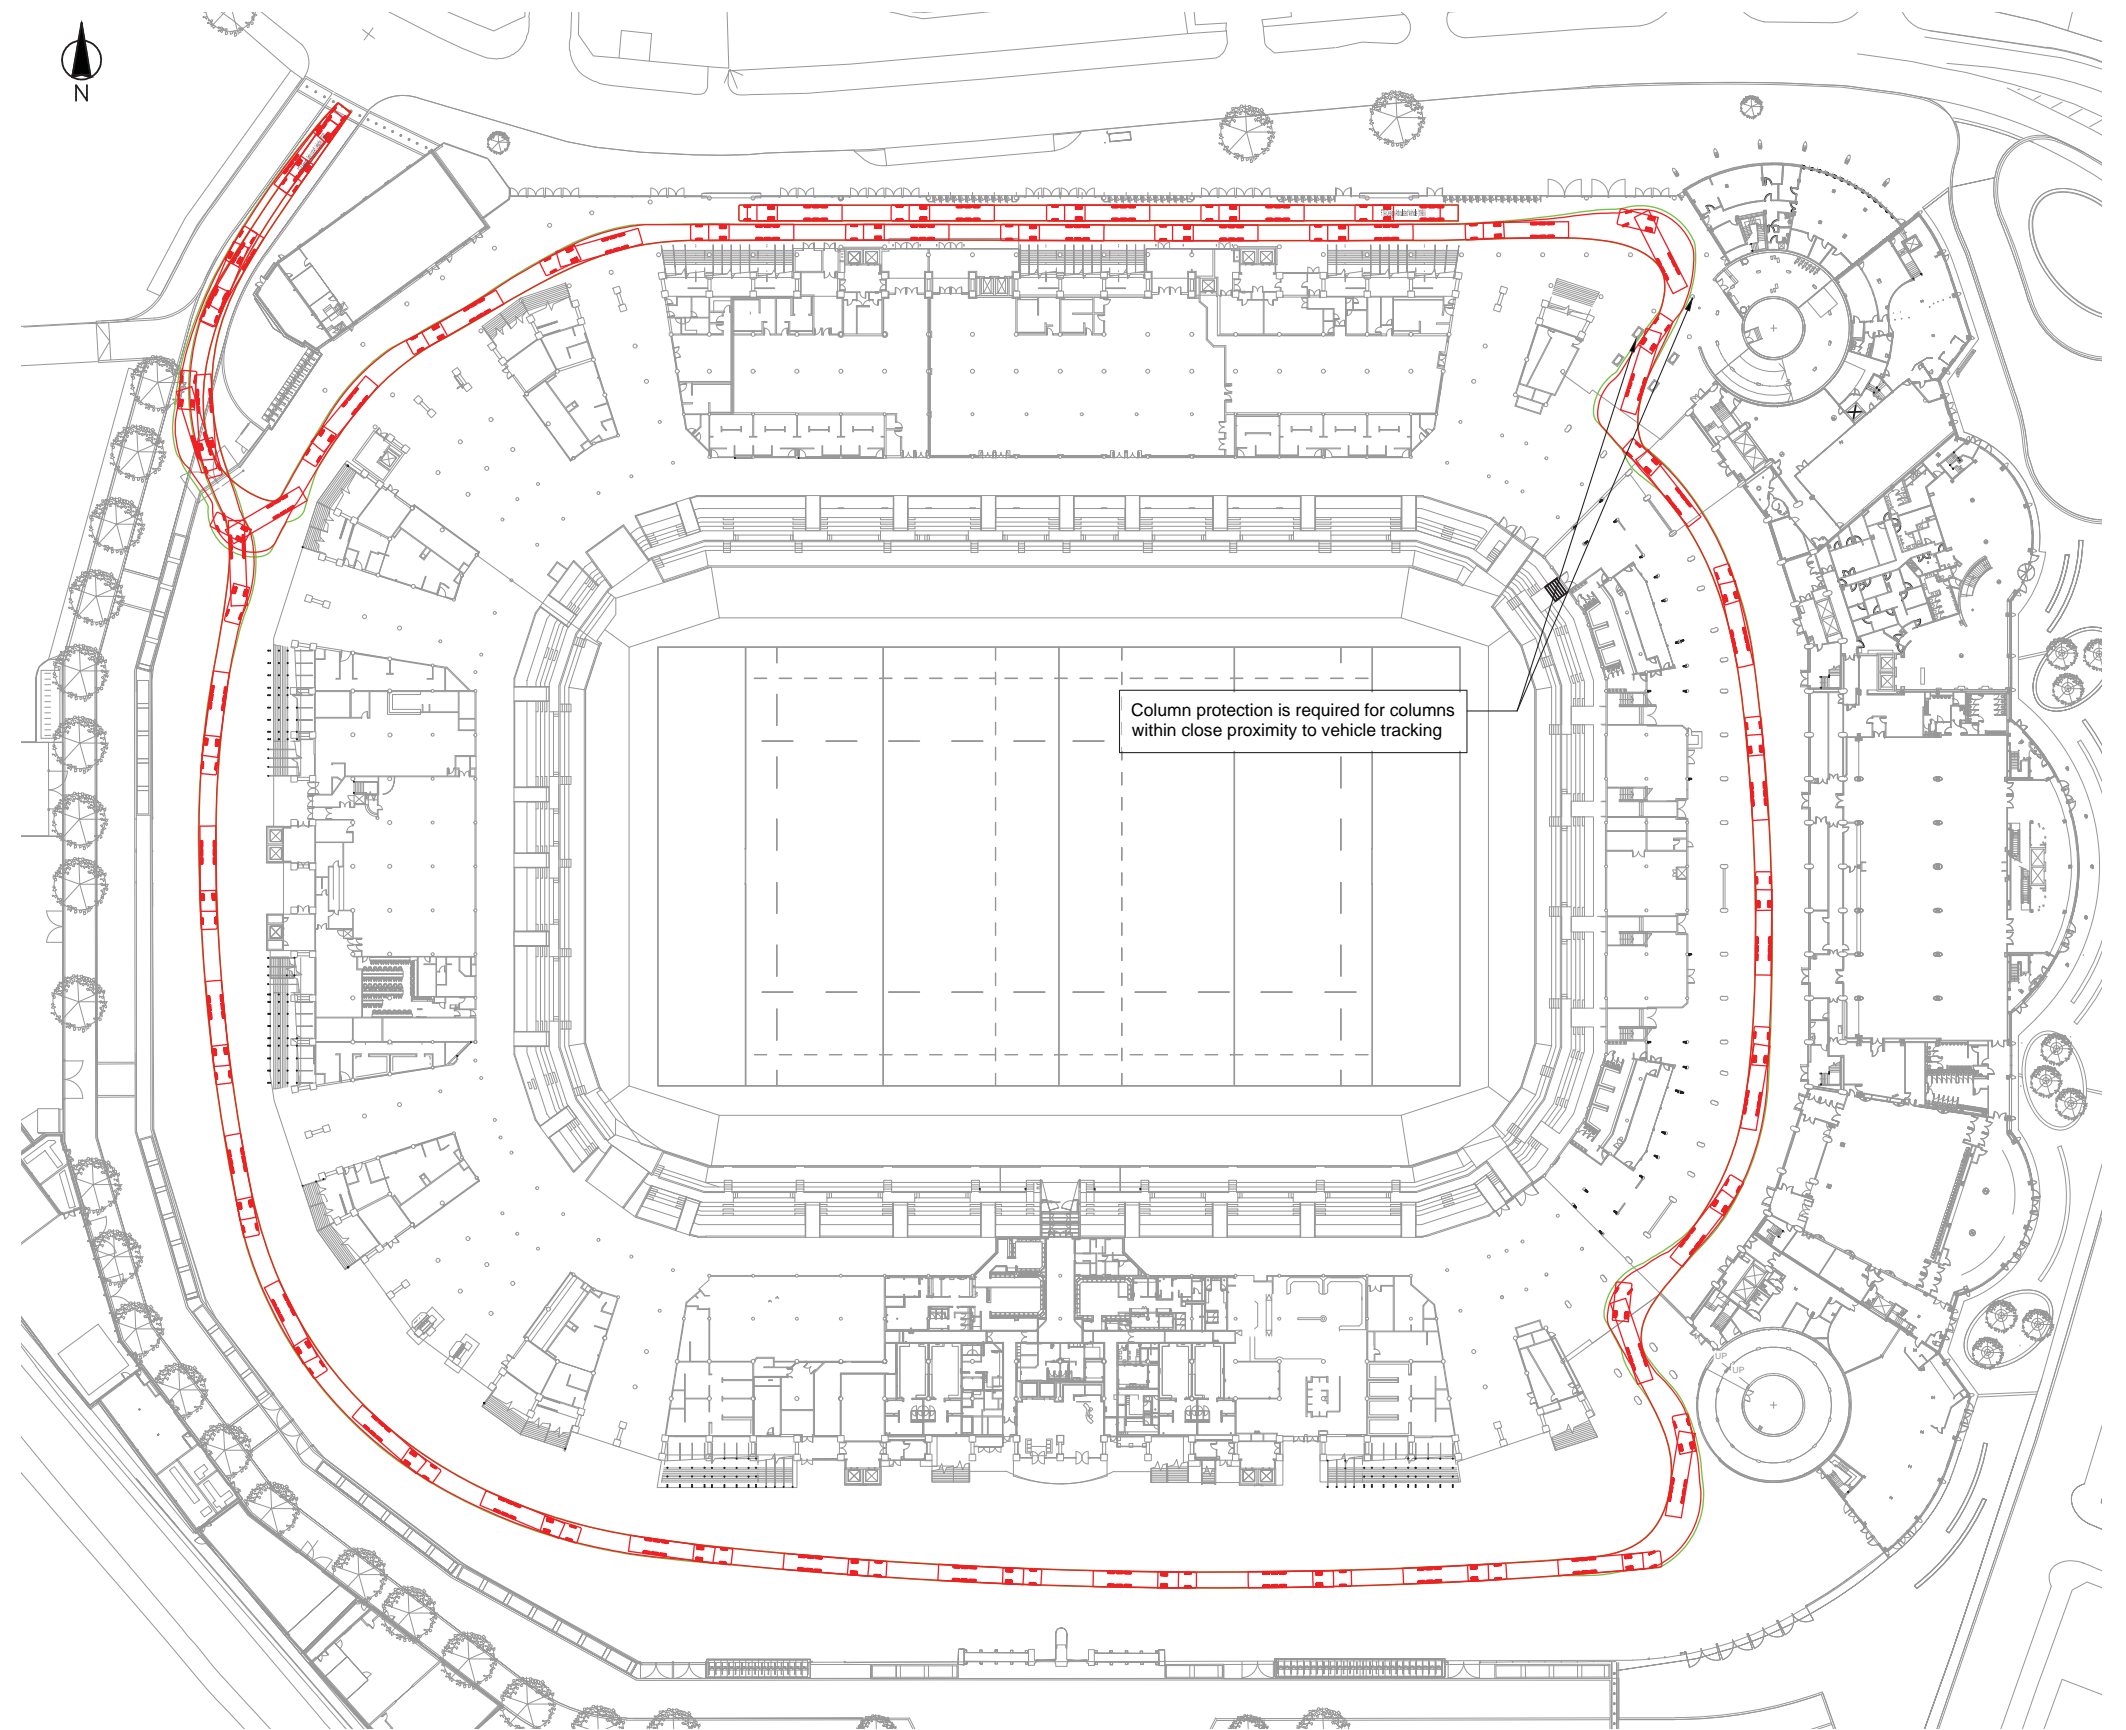 N
Column protection is required for columns
within close proximity to vehicle tracking
UP
UP